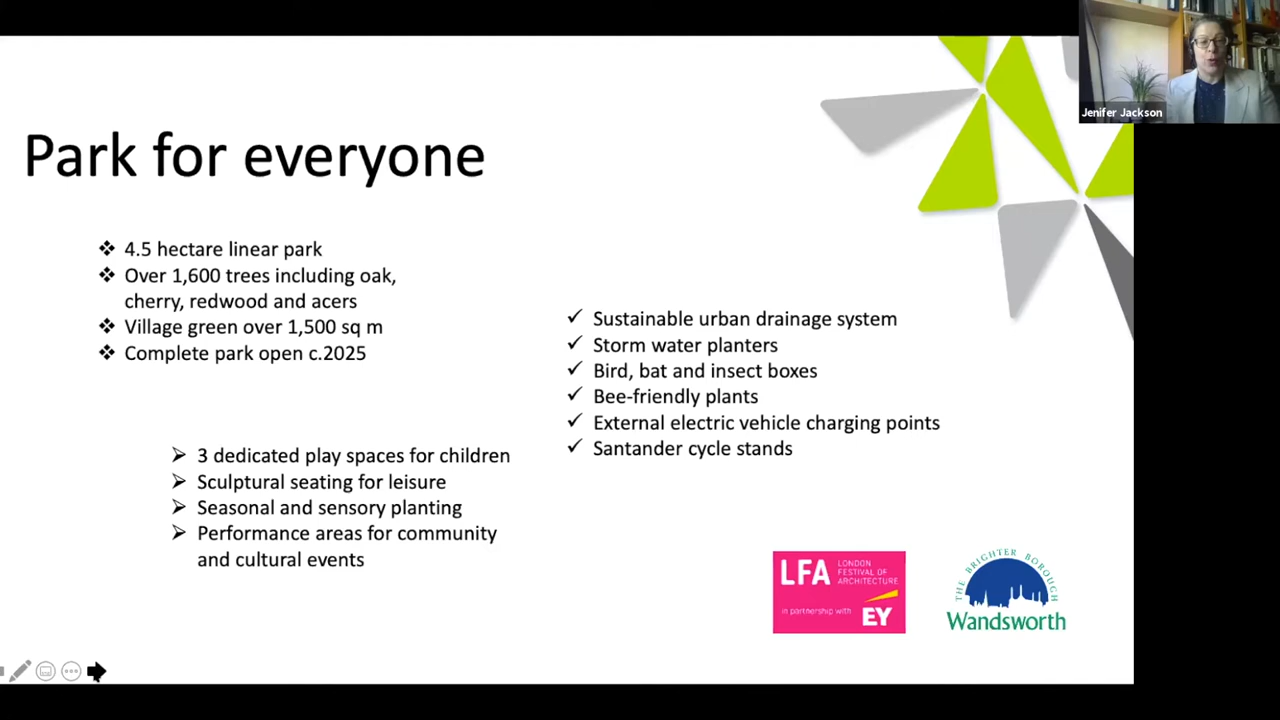 Jenifer Jackson
Park for everyone
4.5 hectare linear park
Over 1,600 trees including oak,
cherry, redwood and acers
Village green over 1,500 sq m
Complete park open c.2025
3 dedicated play spaces for children
Sculptural seating for leisure
Seasonal and sensory planting
Performance areas for community
and cultural events
Sustainable urban drainage system
Storm water planters
Bird, bat and insect boxes
Bee-friendly plants
External electric vehicle charging points
Santander cycle stands
LFA
LONDON
FESTIVAL OF
ARCHITECTURE
in partnership with
EY
THE BRIGHTER BOROUGH
Wandsworth